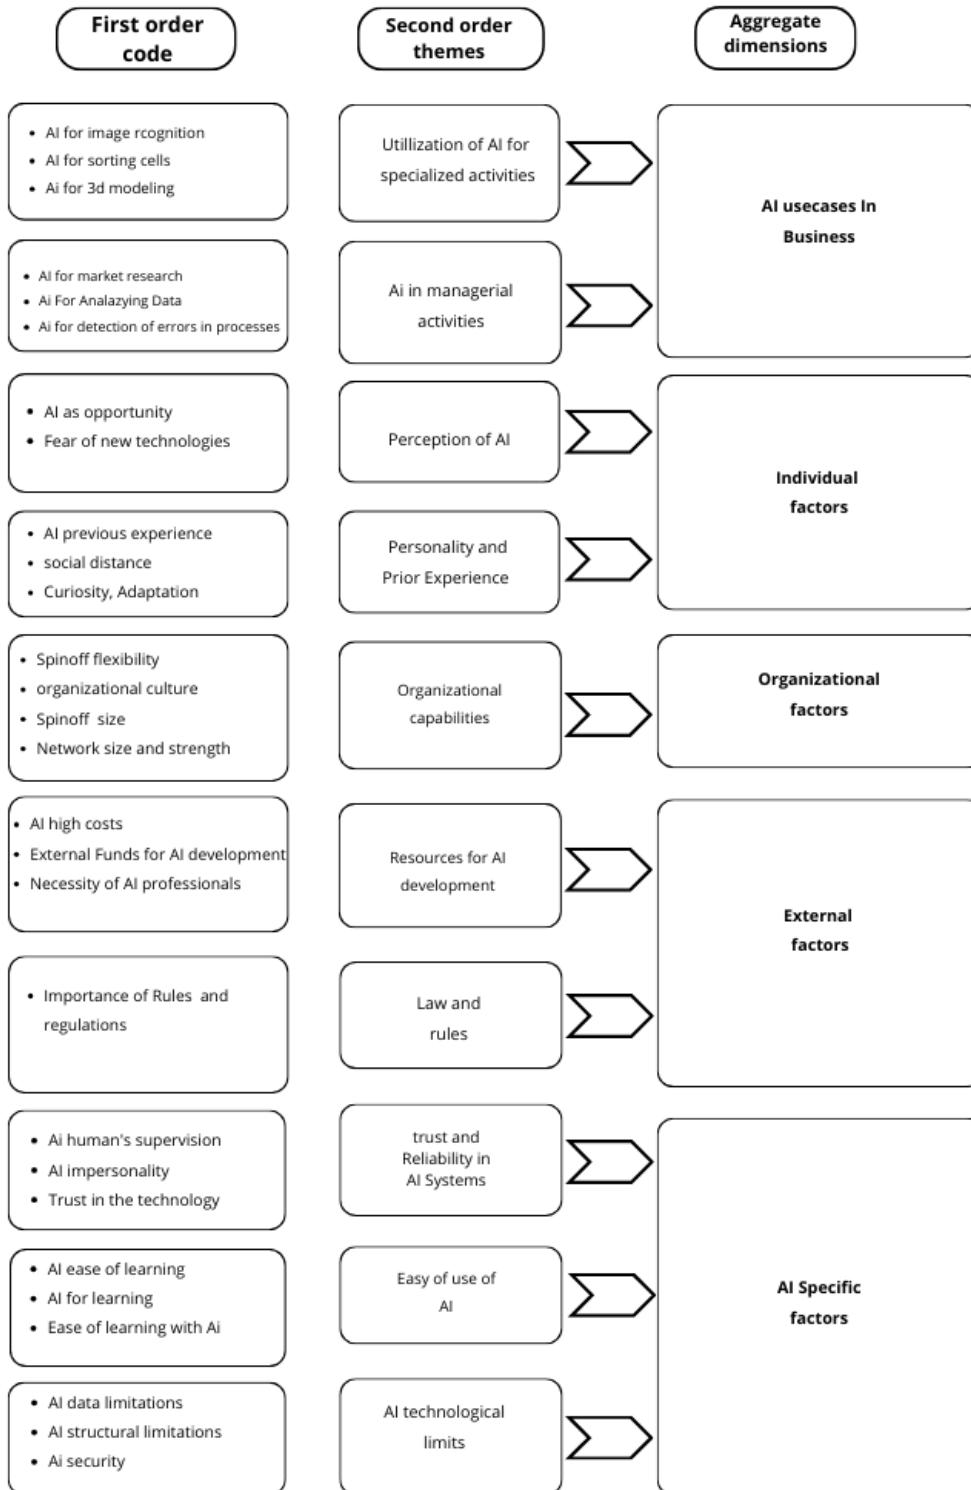 First order
code
Second order
themes
Aggregate
dimensions
• AI for image rcognition
• AI for sorting cells
• Ai for 3d modeling
Utillization of AI for
specialized activities
AI usecases In
Business
• AI for market research
• Ai For Analazying Data
• Ai for detection of errors in processes
Ai in managerial
activities
• AI as opportunity
• Fear of new technologies
Perception of AI
Individual
factors
• AI previous experience
• social distance
• Curiosity, Adaptation
Personality and
Prior Experience
• Spinoff flexibility
• organizational culture
• Spinoff size
• Network size and strength
Organizational
capabilities
Organizational
factors
• AI high costs
• External Funds for AI development
• Necessity of AI professionals
Resources for AI
development
External
factors
• Importance of Rules and
regulations
Law and
rules
• Ai human's supervision
• AI impersonality
• Trust in the technology
trust and
Reliability in
AI Systems
AI Specific
factors
• AI ease of learning
• AI for learning
• Ease of learning with Ai
Easy of use of
AI
• AI data limitations
• AI structural limitations
• Ai security
AI technological
limits